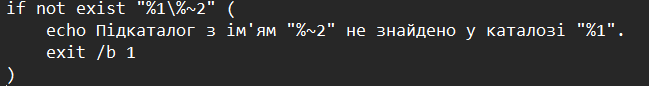 if not exist "%1\%~2" (
    echo Підкаталог з ім'ям "%~2" не знайдено у каталозі "%1".
    exit /b 1
)